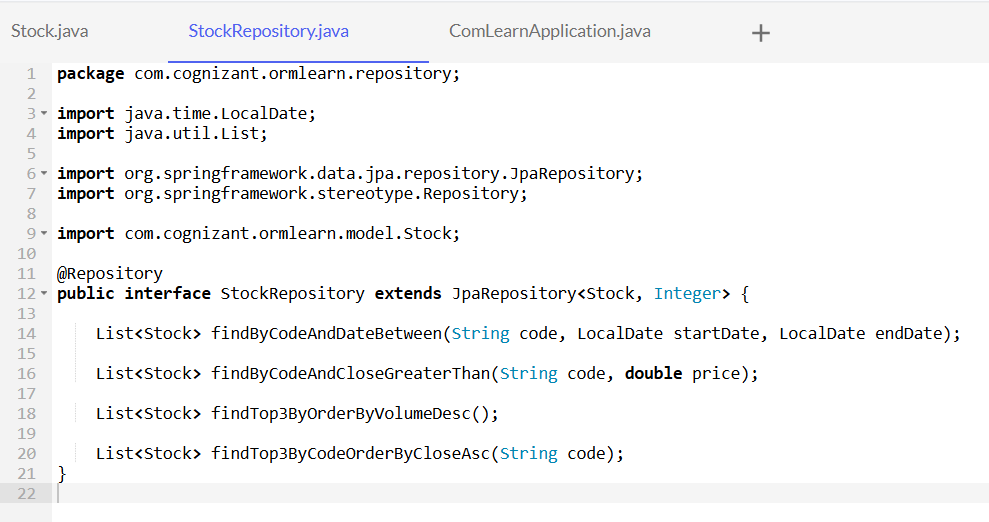 Stock.java StockRepository.java ComLearnApplication.java +
1 package com.cognizant.ormlearn.repository;
2
3 import java.time.LocalDate;
4 import java.util.List;
5
6 import org.springframework.data.jpa.repository.JpaRepository;
7 import org.springframework.stereotype.Repository;
8
9 import com.cognizant.ormlearn.model.Stock;
10
11 @Repository
12 public interface StockRepository extends JpaRepository<Stock, Integer> {
13
14     List<Stock> findByCodeAndDateBetween(String code, LocalDate startDate, LocalDate endDate);
15
16     List<Stock> findByCodeAndCloseGreaterThan(String code, double price);
17
18     List<Stock> findTop3ByOrderByVolumeDesc();
19
20     List<Stock> findTop3ByCodeOrderByCloseAsc(String code);
21 }
22